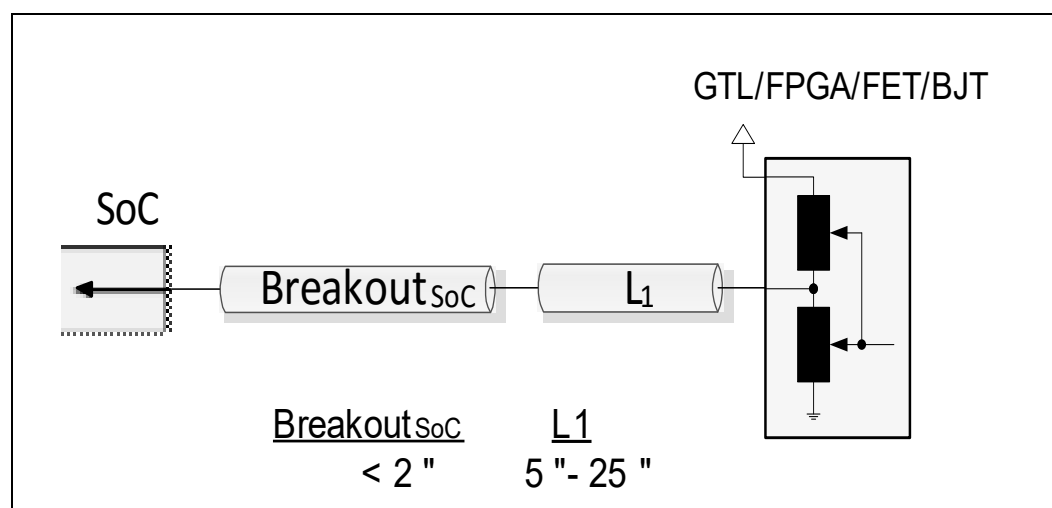 GTL/FPGA/FET/BJT
SoC
BreakoutSoC
L1
BreakoutSoC L1
< 2 " 5 "- 25 "